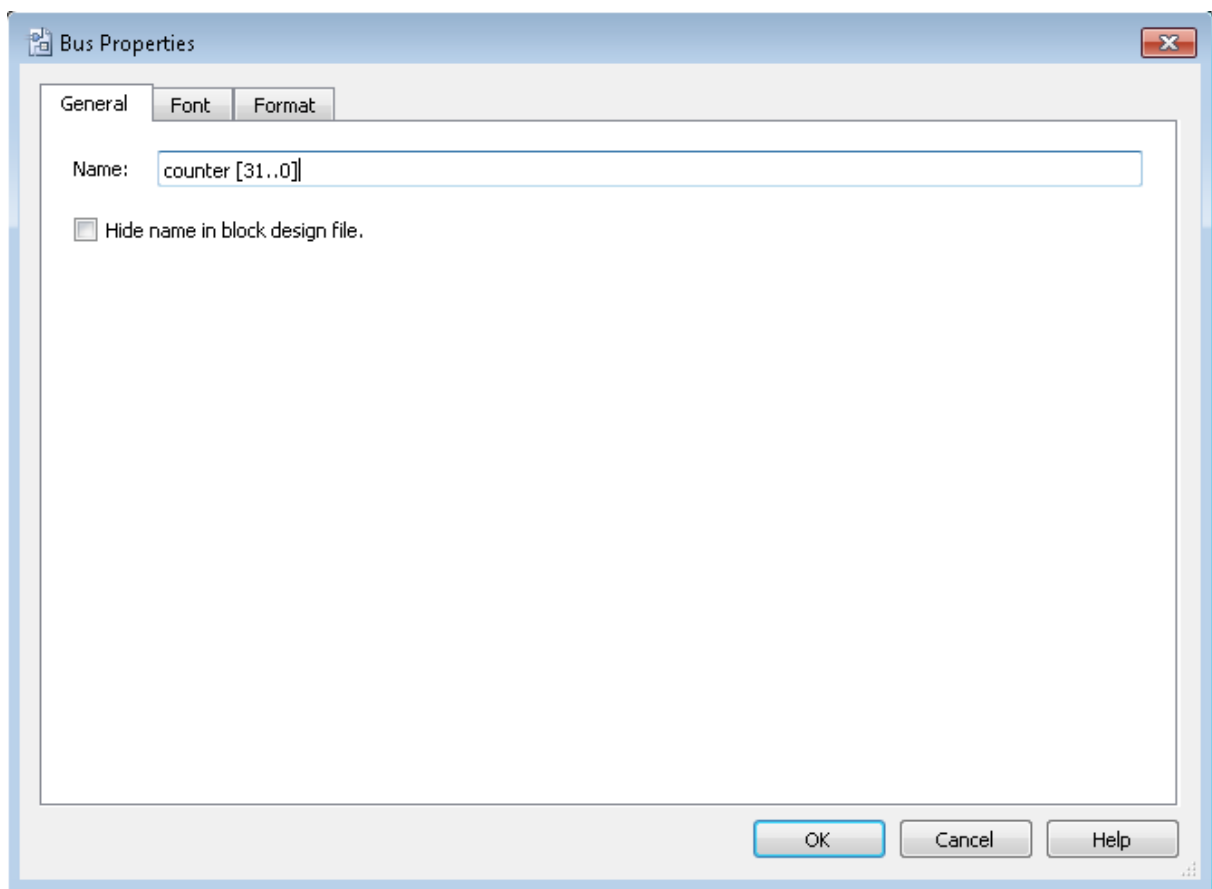 Bus Properties
General Font Format
Name: counter [31..0]
Hide name in block design file.
OK Cancel Help